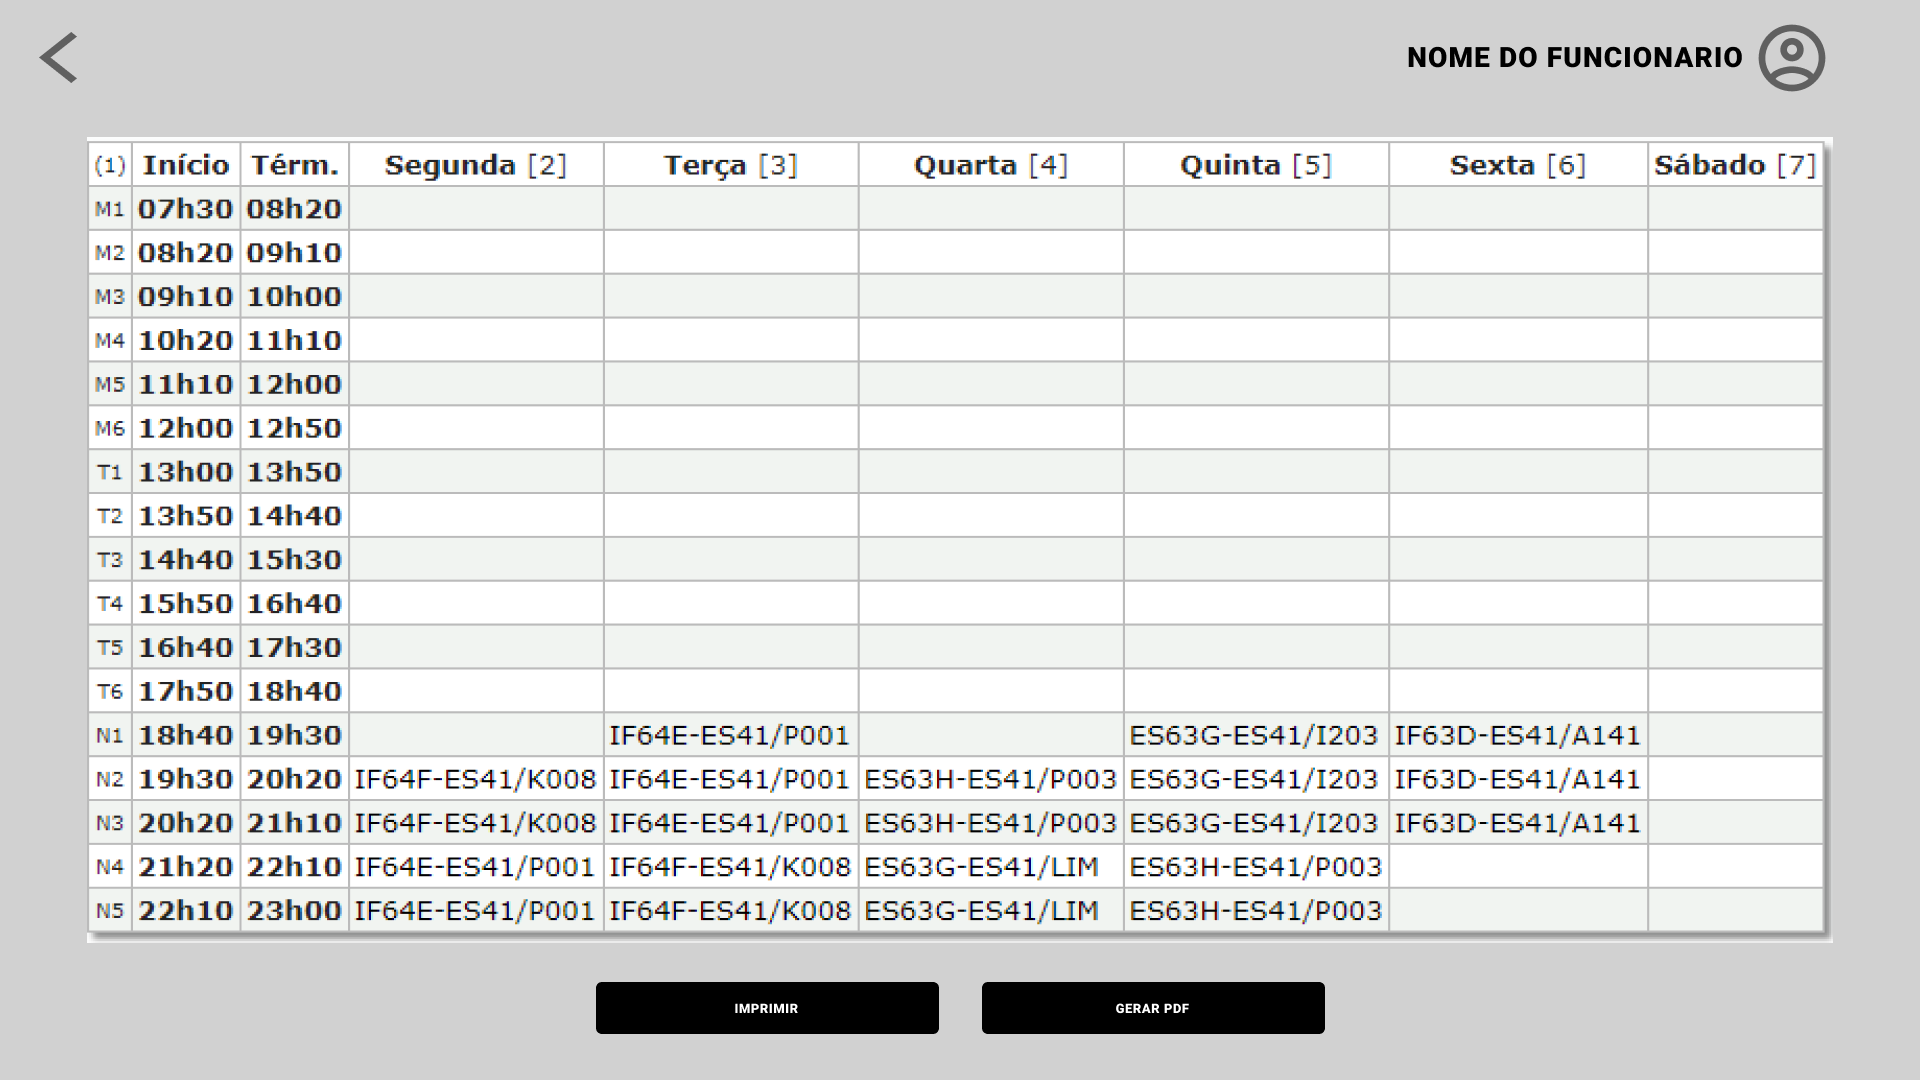 NOME DO FUNCIONARIO
(1) Início Térm. Segunda [2] Terça [3] Quarta [4] Quinta [5] Sexta [6] Sábado [7]
M1 07h30 08h20
M2 08h20 09h10
M3 09h10 10h00
M4 10h20 11h10
M5 11h10 12h00
M6 12h00 12h50
T1 13h00 13h50
T2 13h50 14h40
T3 14h40 15h30
T4 15h50 16h40
T5 16h40 17h30
T6 17h50 18h40
N1 18h40 19h30 IF64E-ES41/P001 ES63G-ES41/I203 IF63D-ES41/A141
N2 19h30 20h20 IF64F-ES41/K008 IF64E-ES41/P001 ES63H-ES41/P003 ES63G-ES41/I203 IF63D-ES41/A141
N3 20h20 21h10 IF64F-ES41/K008 IF64E-ES41/P001 ES63H-ES41/P003 ES63G-ES41/I203 IF63D-ES41/A141
N4 21h20 22h10 IF64E-ES41/P001 IF64F-ES41/K008 ES63G-ES41/LIM ES63H-ES41/P003
N5 22h10 23h00 IF64E-ES41/P001 IF64F-ES41/K008 ES63G-ES41/LIM ES63H-ES41/P003
IMPRIMIR GERAR PDF